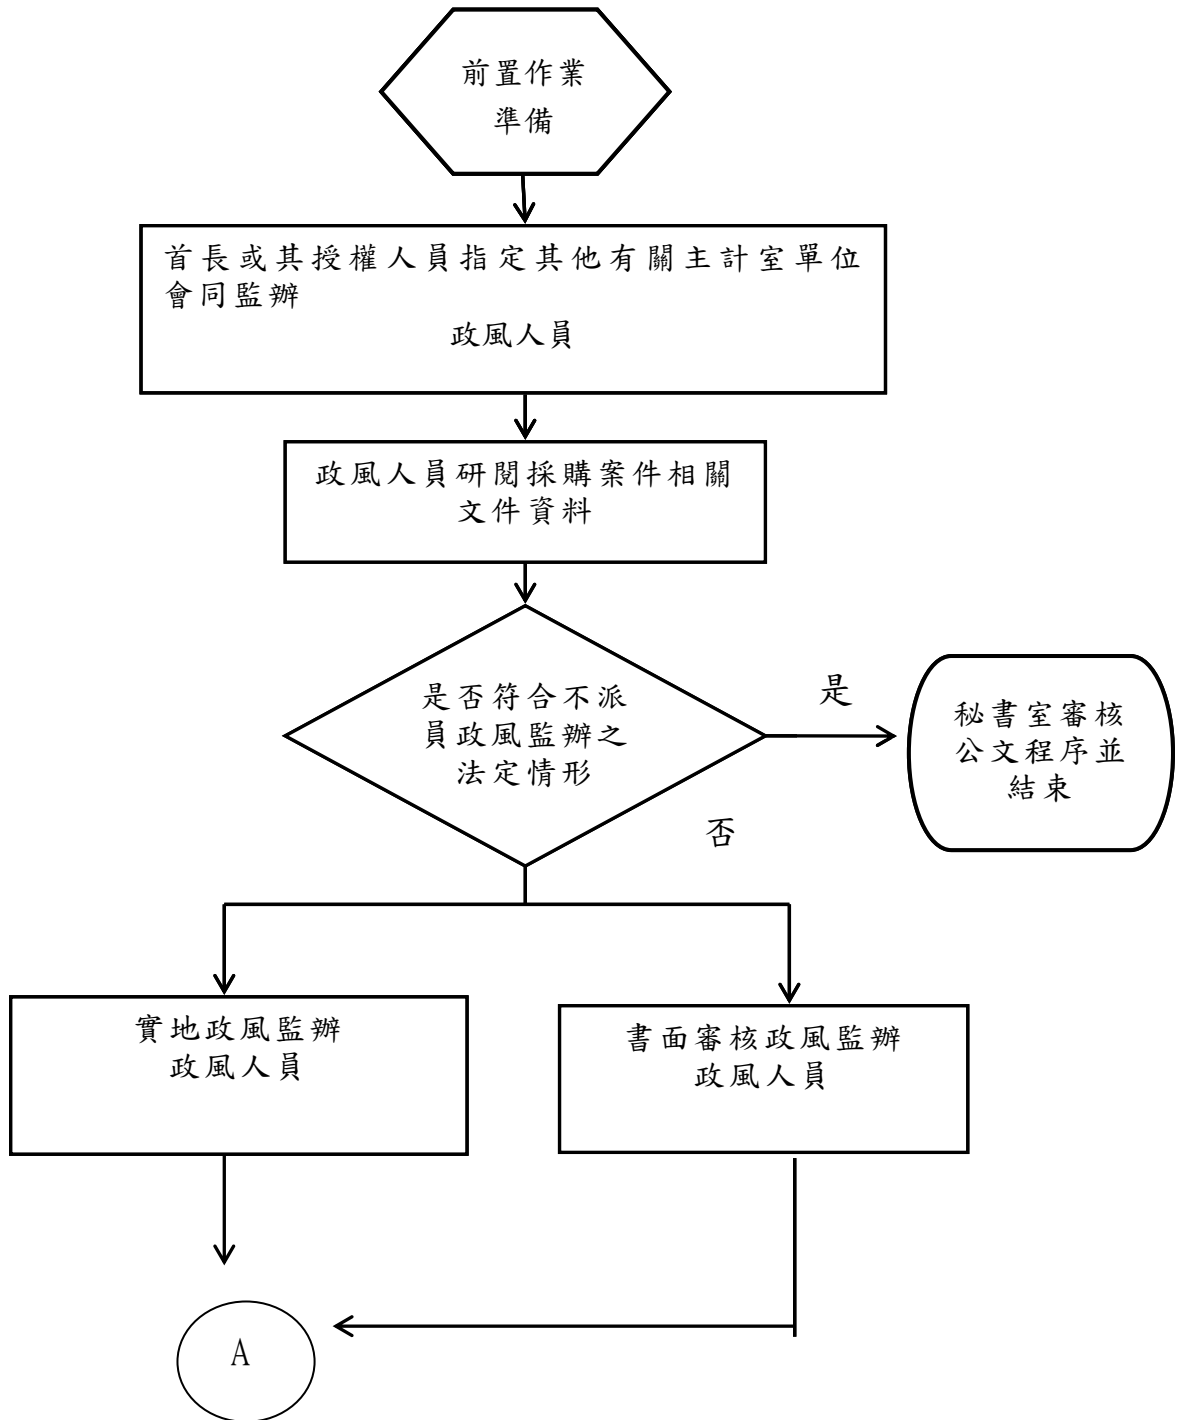 前置作業
準備
首長或其授權人員指定其他有關主計室單位
會同監辦
政風人員
政風人員研閱採購案件相關
文件資料
是否符合不派
員政風監辦之
法定情形
是
秘書室審核
公文程序並
結束
否
實地政風監辦
政風人員
書面審核政風監辦
政風人員
A